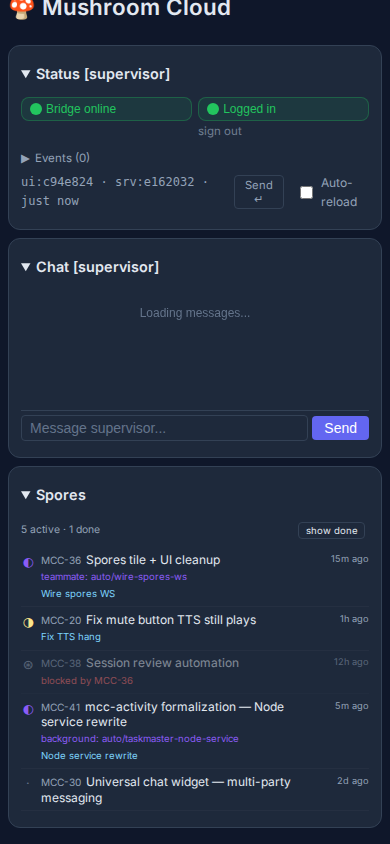 🍄 Mushroom Cloud
▼ Status [supervisor]
Bridge online
Logged in
sign out
▶ Events (0)
ui:c94e824 · srv:e162032 ·
just now
Send
↵
Auto-
reload
▼ Chat [supervisor]
Loading messages...
Message supervisor...
Send
▼ Spores
5 active · 1 done
show done
MCC-36 Spores tile + UI cleanup
15m ago
teammate: auto/wire-spores-ws
Wire spores WS
MCC-20 Fix mute button TTS still plays
1h ago
Fix TTS hang
MCC-38 Session review automation
12h ago
blocked by MCC-36
MCC-41 mcc-activity formalization — Node
service rewrite
5m ago
background: auto/taskmaster-node-service
Node service rewrite
MCC-30 Universal chat widget — multi-party
messaging
2d ago